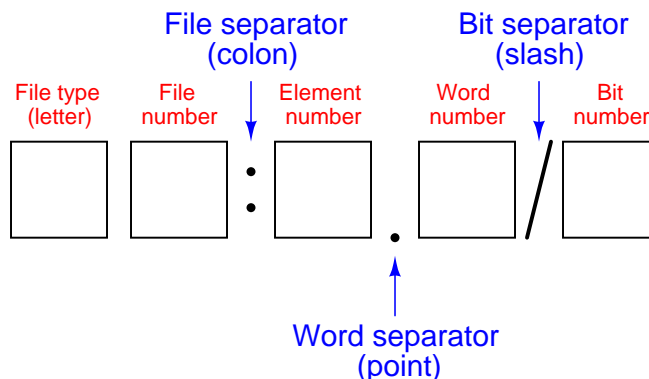 File separator
(colon)
Bit separator
(slash)
File type
(letter)
File
number
Element
number
Word
number
Bit
number
:
.
/
Word separator
(point)